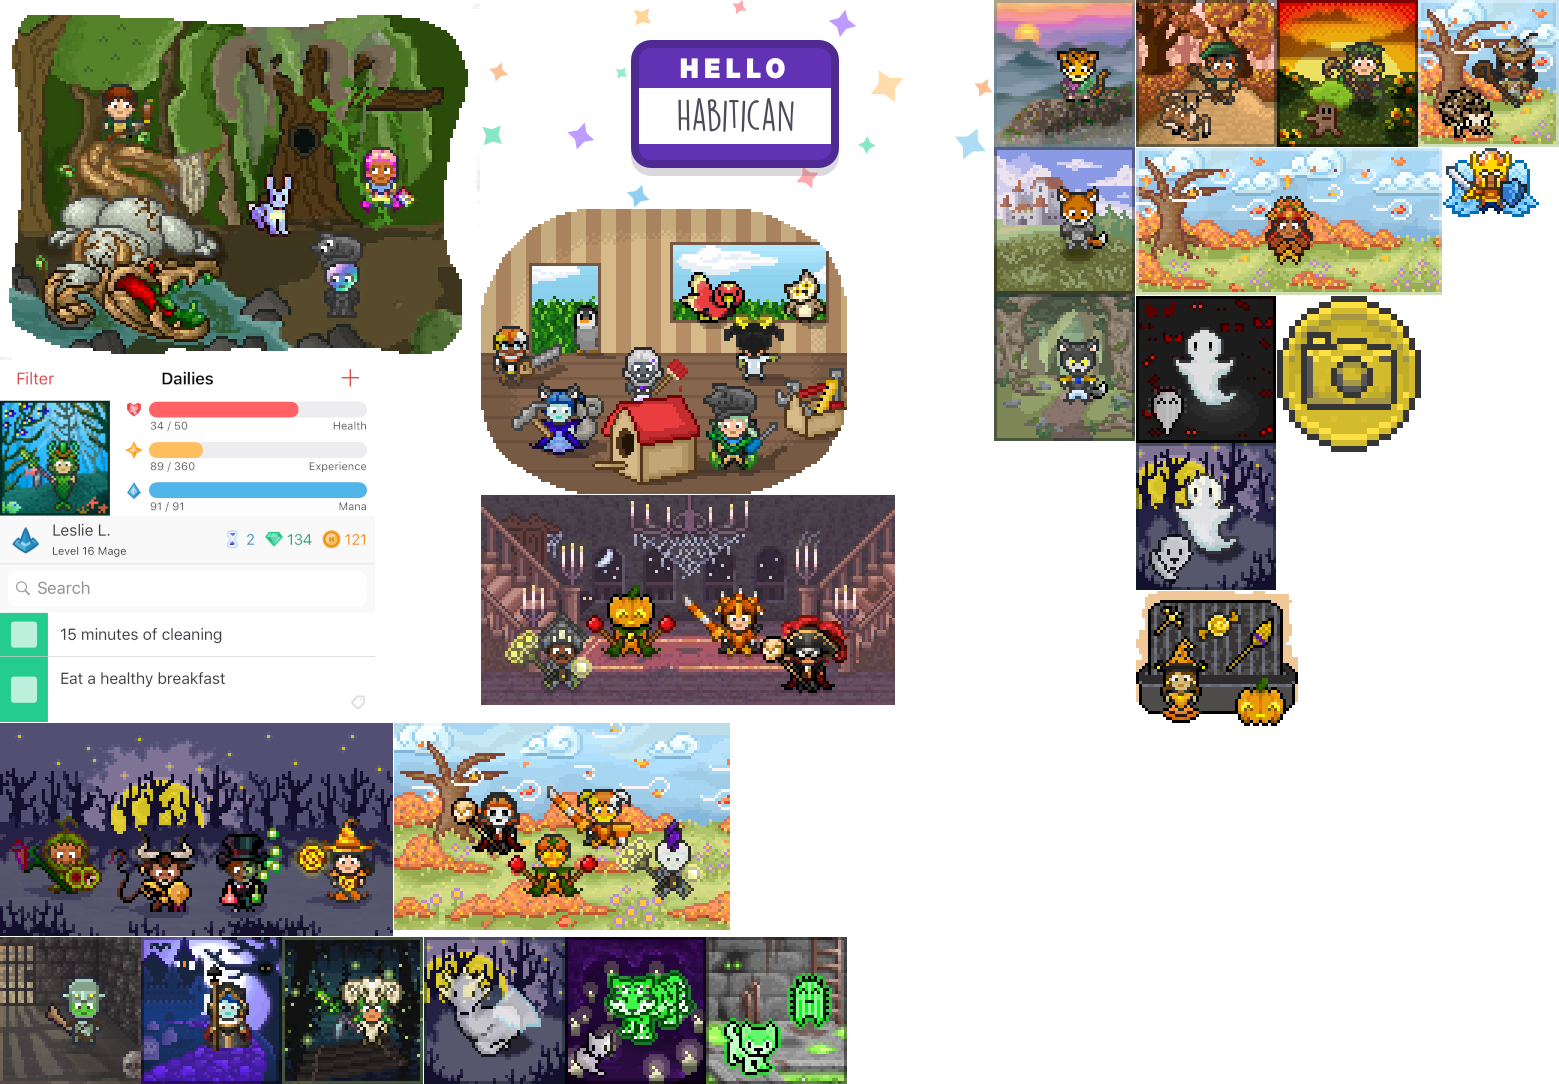 HELLO
HABITICAN
Filter
Dailies
+
34 / 50
Health
89 / 360
Experience
91 / 91
Mana
Leslie L.
Level 16 Mage
2
134
121
Search
15 minutes of cleaning
Eat a healthy breakfast